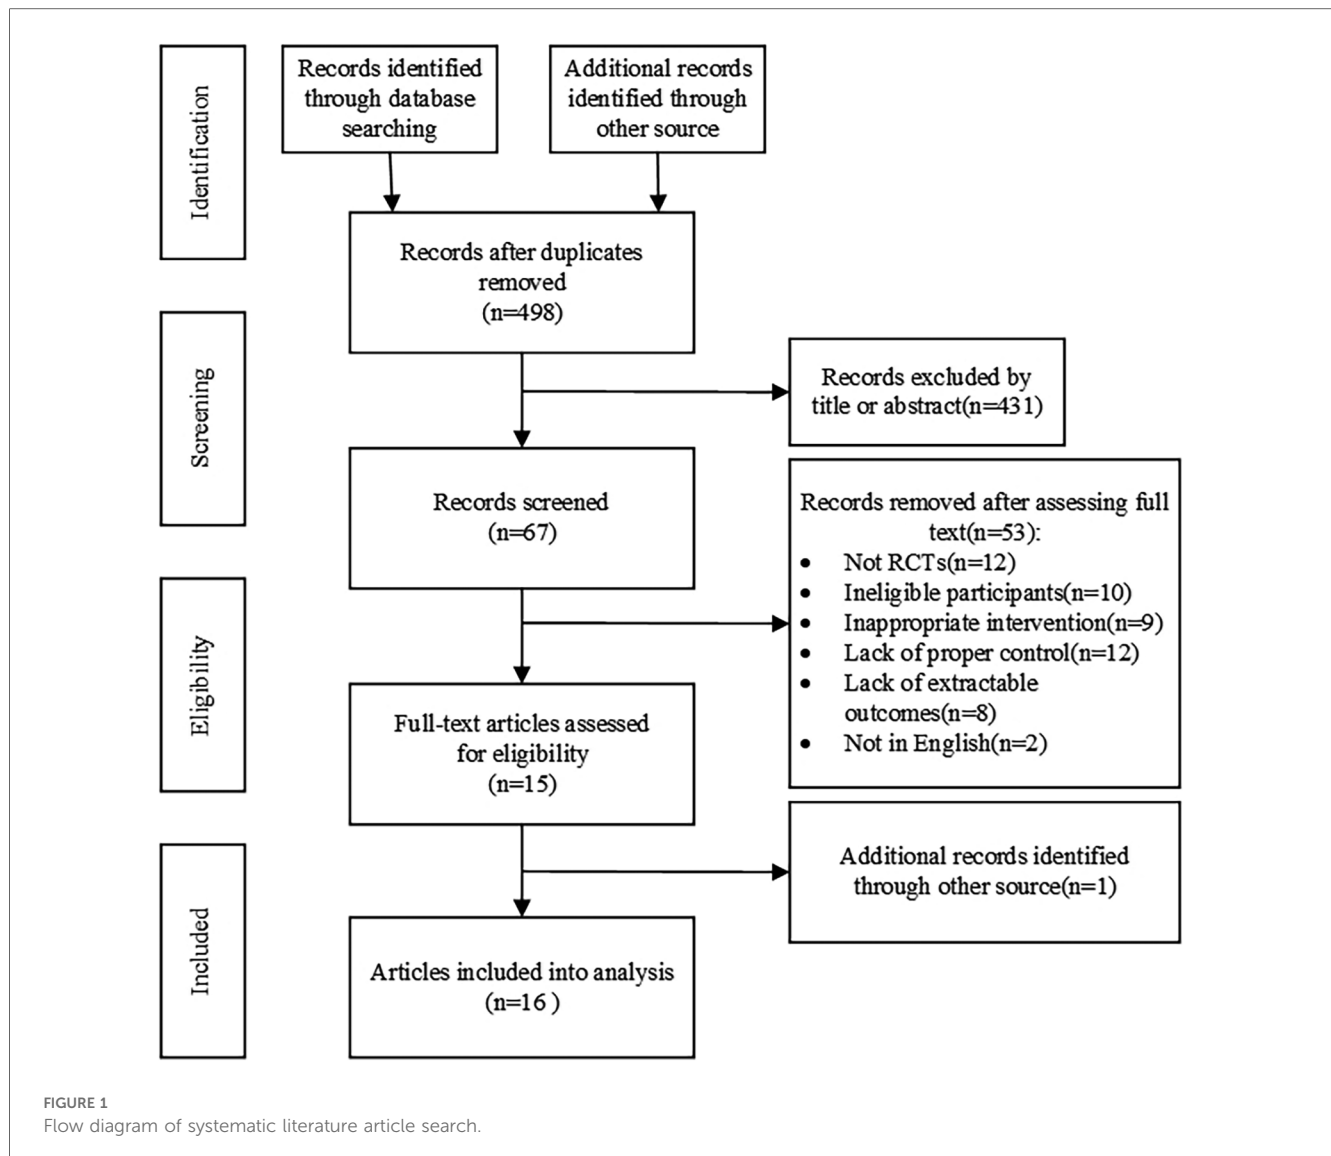 Identification
Records identified
through database
searching
Additional records
identified through
other source
Records after duplicates
removed
(n=498)
Screening
Records excluded by
title or abstract(n=431)
Records screened
(n=67)
Records removed after assessing full
text(n=53):
• Not RCTs(n=12)
• Ineligible participants(n=10)
• Inappropriate intervention(n=9)
• Lack of proper control(n=12)
• Lack of extractable
outcomes(n=8)
• Not in English(n=2)
Eligibility
Full-text articles assessed
for eligibility
(n=15)
Additional records identified
through other source(n=1)
Included
Articles included into analysis
(n=16 )
FIGURE 1
Flow diagram of systematic literature article search.